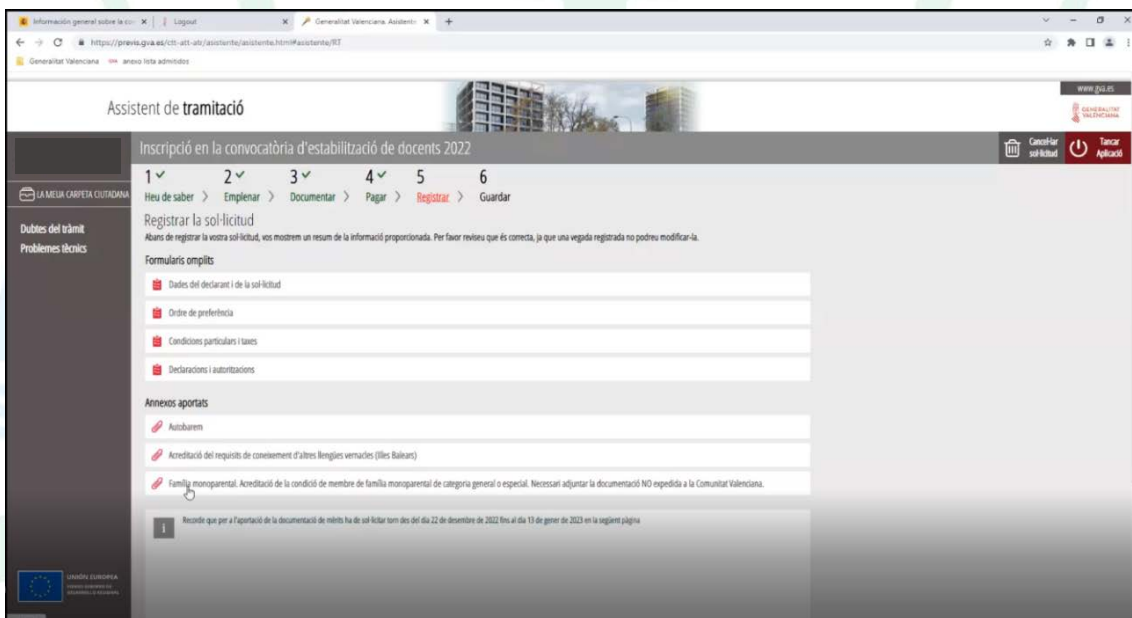 Información general sobre la con
Logout
Generalitat Valenciana. Asistente
https://previs.gva.es/ctt-att-atr/asistente/asistente.html#asistente/RT
Generalitat Valenciana
anexo lista admitidos
www.gva.es
Assistent de tramitació
GENERALITAT VALENCIANA
Inscripció en la convocatòria d'estabilització de docents 2022
Cancel·lar sol·licitud
Tancar Aplicació
1 2 3 4 5 6
Heu de saber > Emplenar > Documentar > Pagar > Registrar > Guardar
LA MEUA CARPETA CIUTADANA
Dubtes del tràmit
Problemes tècnics
Registrar la sol·licitud
Abans de registrar la vostra sol·licitud, vos mostrem un resum de la informació proporcionada. Per favor reviseu que és correcta, ja que una vegada registrada no podreu modificar-la.
Formularis omplits
Dades del declarant i de la sol·licitud
Ordre de preferència
Condicions particulars i taxes
Declaracions i autoritzacions
Annexos aportats
Autobarem
Acreditació del requisits de coneixement d'altres llengües vernacles (Illes Balears)
Família monoparental. Acreditació de la condició de membre de família monoparental de categoria general o especial. Necessari adjuntar la documentació NO expedida a la Comunitat Valenciana.
Recorde que per a l'aportació de la documentació de mèrits ha de sol·licitar torn des del dia 22 de desembre de 2022 fins al dia 13 de gener de 2023 en la següent pàgina
UNIÓN EUROPEA